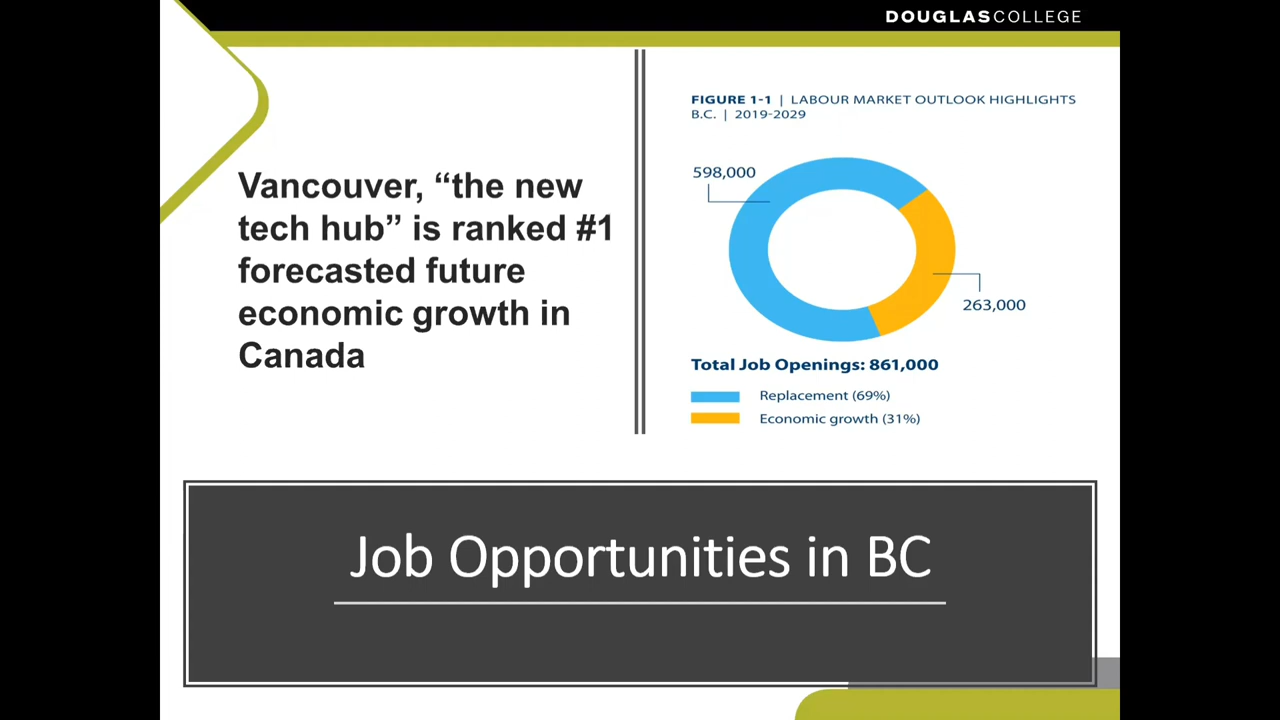 DOUGLASCOLLEGE
Vancouver, “the new
tech hub” is ranked #1
forecasted future
economic growth in
Canada
FIGURE 1-1 | LABOUR MARKET OUTLOOK HIGHLIGHTS
B.C. | 2019-2029
598,000
263,000
Total Job Openings: 861,000
Replacement (69%)
Economic growth (31%)
Job Opportunities in BC